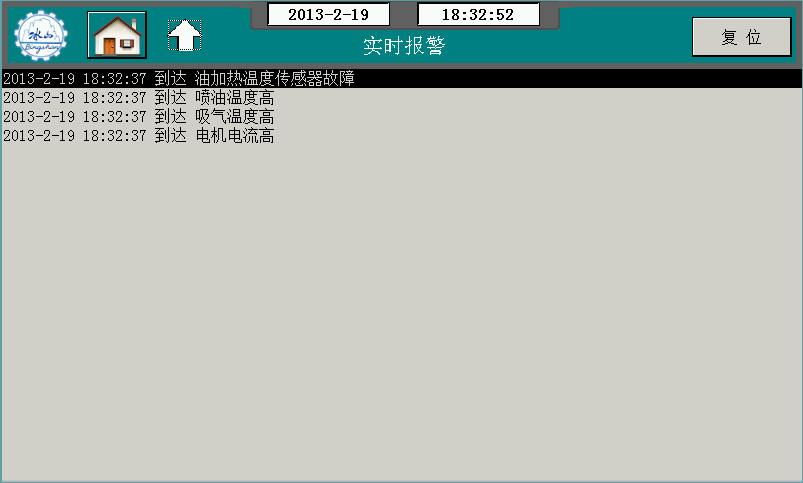 冰山
Bingshan
2013-2-19
18:32:52
实时报警
复 位
2013-2-19 18:32:37 到达 油加热温度传感器故障
2013-2-19 18:32:37 到达 喷油温度高
2013-2-19 18:32:37 到达 吸气温度高
2013-2-19 18:32:37 到达 电机电流高